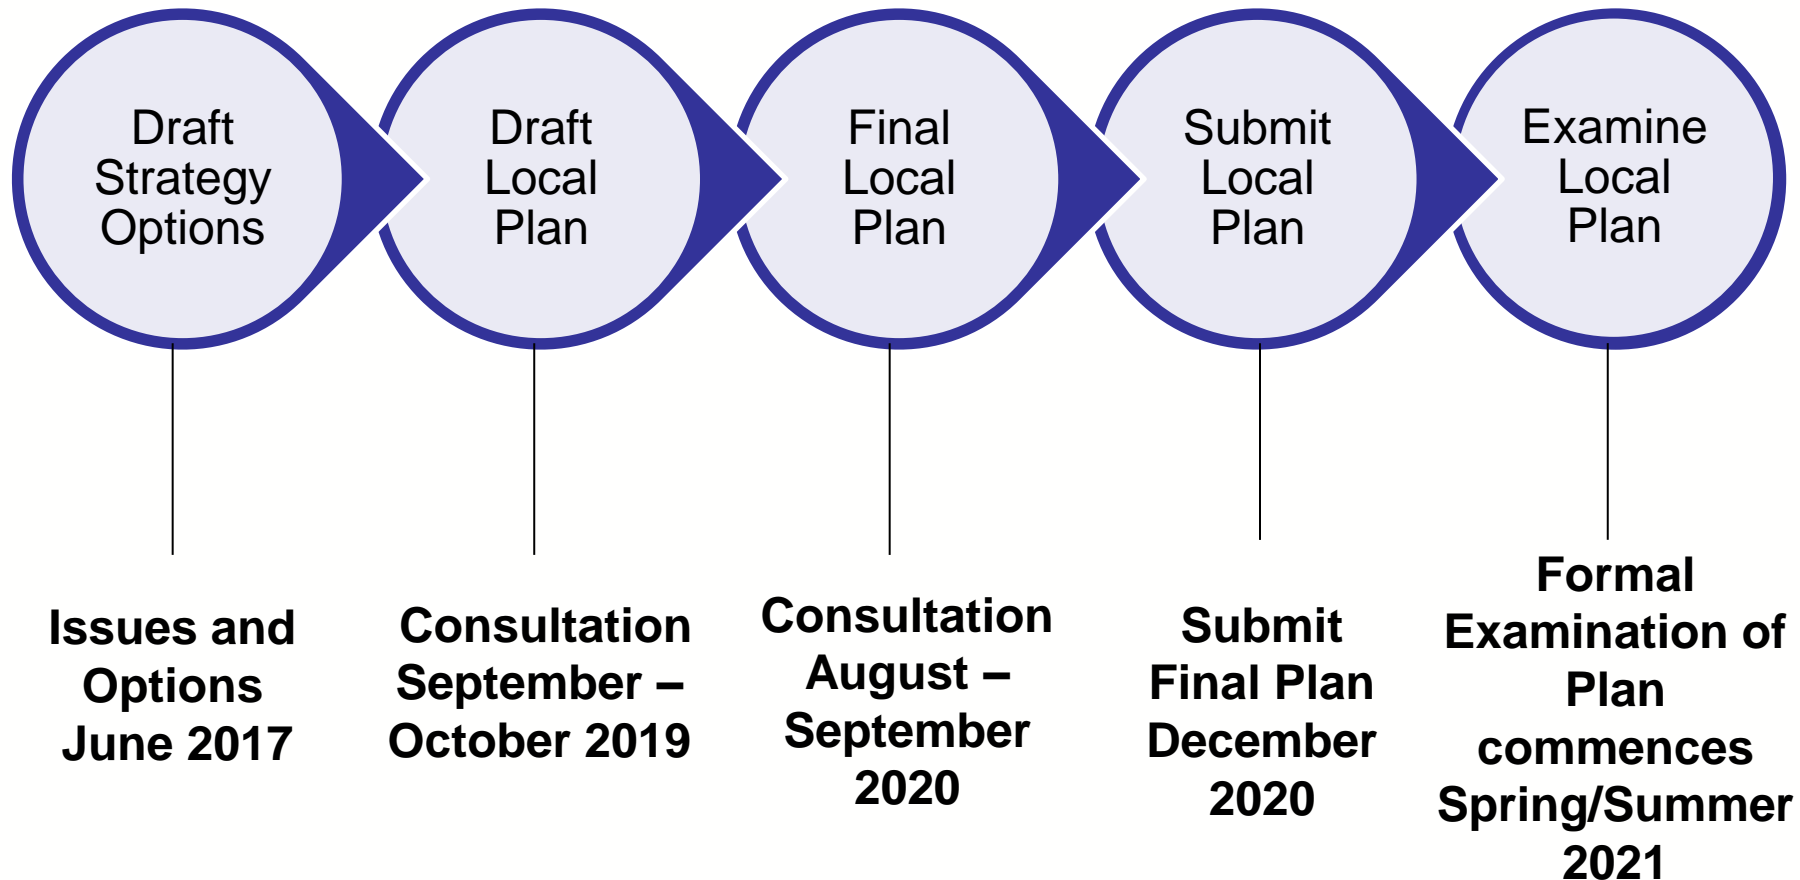 Draft
Strategy
Options
Draft
Local
Plan
Final
Local
Plan
Submit
Local
Plan
Examine
Local
Plan
Issues and
Options
June 2017
Consultation
September –
October 2019
Consultation
August –
September
2020
Submit
Final Plan
December
2020
Formal
Examination of
Plan
commences
Spring/Summer
2021